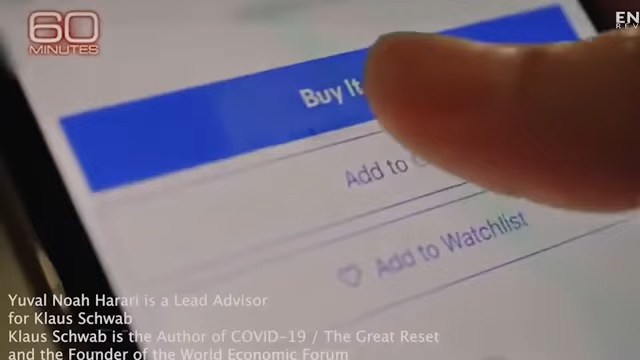 60
MINUTES
EN
Buy It
Add to
Add to Watchlist
Yuval Noah Harari is a Lead Advisor
for Klaus Schwab
Klaus Schwab is the Author of COVID-19 / The Great Reset
and the Founder of the World Economic Forum